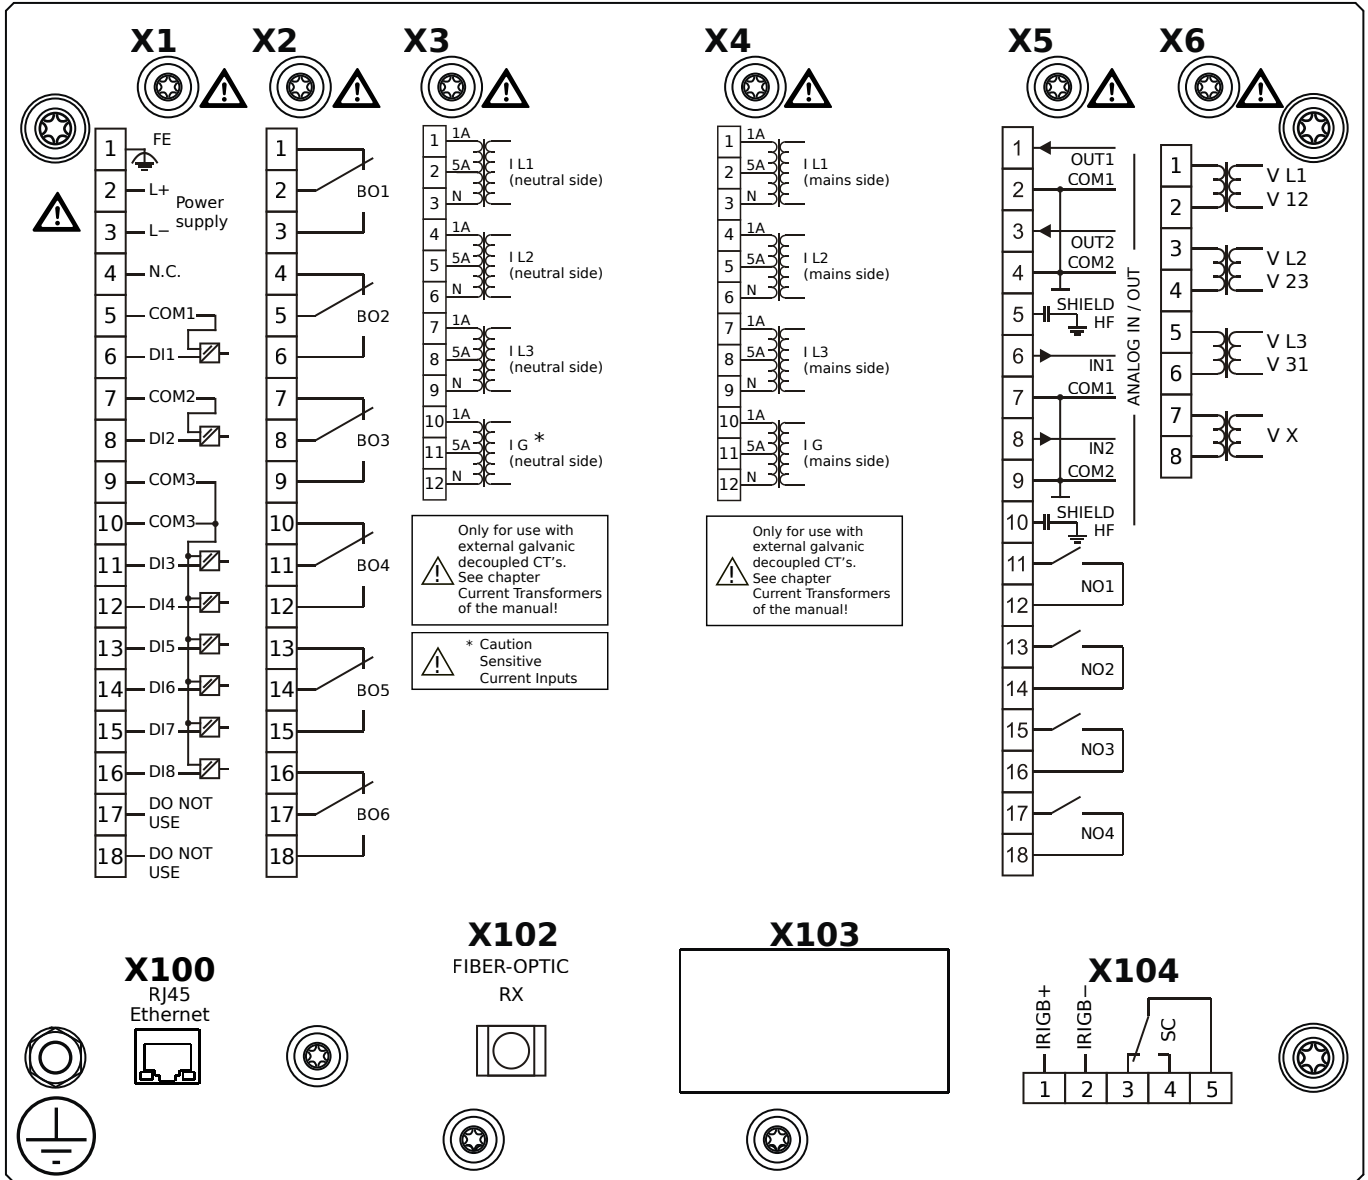 X1
X2
X3
X4
X5
X6
1
FE
2
L+
Power
supply
3
L−
4
N.C.
5
COM1
6
DI1
7
COM2
8
DI2
9
COM3
10
COM3
11
DI3
12
DI4
13
DI5
14
DI6
15
DI7
16
DI8
17
DO NOT
USE
18
DO NOT
USE
1
2
BO1
3
4
5
BO2
6
7
8
BO3
9
10
11
BO4
12
13
14
BO5
15
16
17
BO6
18
1 1A
2 5A
3 N
I L1
(neutral side)
4 1A
5 5A
6 N
I L2
(neutral side)
7 1A
8 5A
9 N
I L3
(neutral side)
10 1A
11 5A
12 N
I G *
(neutral side)
Only for use with
external galvanic
decoupled CT's.
See chapter
Current Transformers
of the manual!
* Caution
Sensitive
Current Inputs
1 1A
2 5A
3 N
I L1
(mains side)
4 1A
5 5A
6 N
I L2
(mains side)
7 1A
8 5A
9 N
I L3
(mains side)
10 1A
11 5A
12 N
I G
(mains side)
Only for use with
external galvanic
decoupled CT's.
See chapter
Current Transformers
of the manual!
1
OUT1
2
COM1
3
OUT2
4
COM2
5
SHIELD
HF
6
IN1
7
COM1
8
IN2
9
COM2
10
SHIELD
HF
ANALOG IN / OUT
11
NO1
12
13
NO2
14
15
NO3
16
17
NO4
18
1
V L1
2
V 12
3
V L2
4
V 23
5
V L3
6
V 31
7
V X
8
X100
RJ45
Ethernet
X102
FIBER-OPTIC
RX
X103
X104
IRIGB+
IRIGB−
SC
1 2 3 4 5